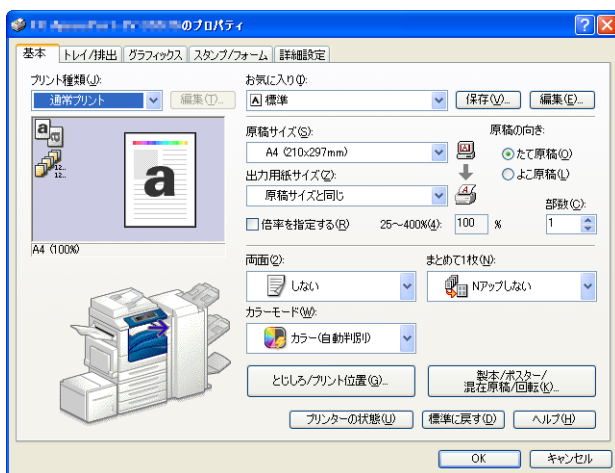 のプロパティ
基本 トレイ/排出 グラフィックス スタンプ/フォーム 詳細設定
プリント種類(J):
通常プリント 編集(T)...
お気に入り(I):
A 標準 保存(V)... 編集(E)...
a
A4 (100%)
原稿サイズ(S):
A4 (210x297mm)
出力用紙サイズ(Z):
原稿サイズと同じ
倍率を指定する(R) 25～400%(4): 100 %
原稿の向き:
たて原稿(O)
よこ原稿(L)
部数(C):
1
両面(2):
しない
まとめて1枚(N):
Nアップしない
カラーモード(W):
カラー(自動判別)
とじしろ/プリント位置(G)...
製本/ポスター/
混在原稿/回転(K)...
プリンターの状態(U) 標準に戻す(D) ヘルプ(H)
OK キャンセル